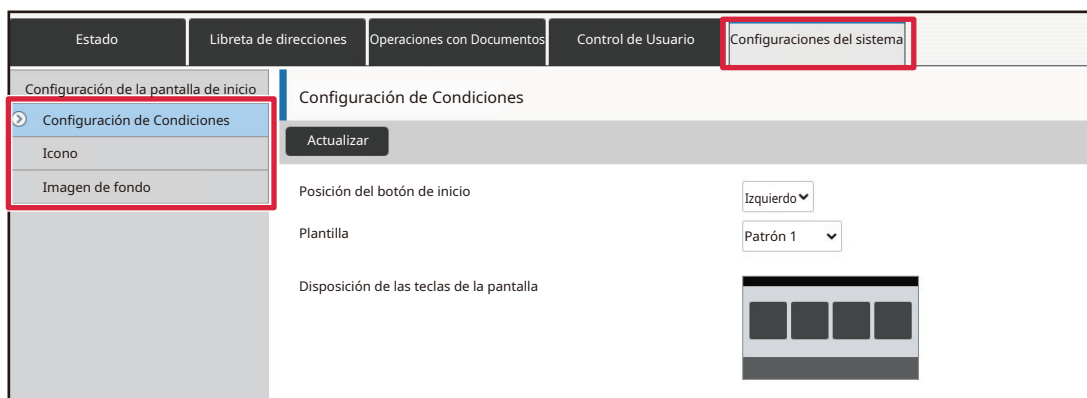 Estado
Libreta de direcciones
Operaciones con Documentos
Control de Usuario
Configuraciones del sistema
Configuración de la pantalla de inicio
Configuración de Condiciones
Icono
Imagen de fondo
Configuración de Condiciones
Actualizar
Posición del botón de inicio
Izquierdo
Plantilla
Patrón 1
Disposición de las teclas de la pantalla